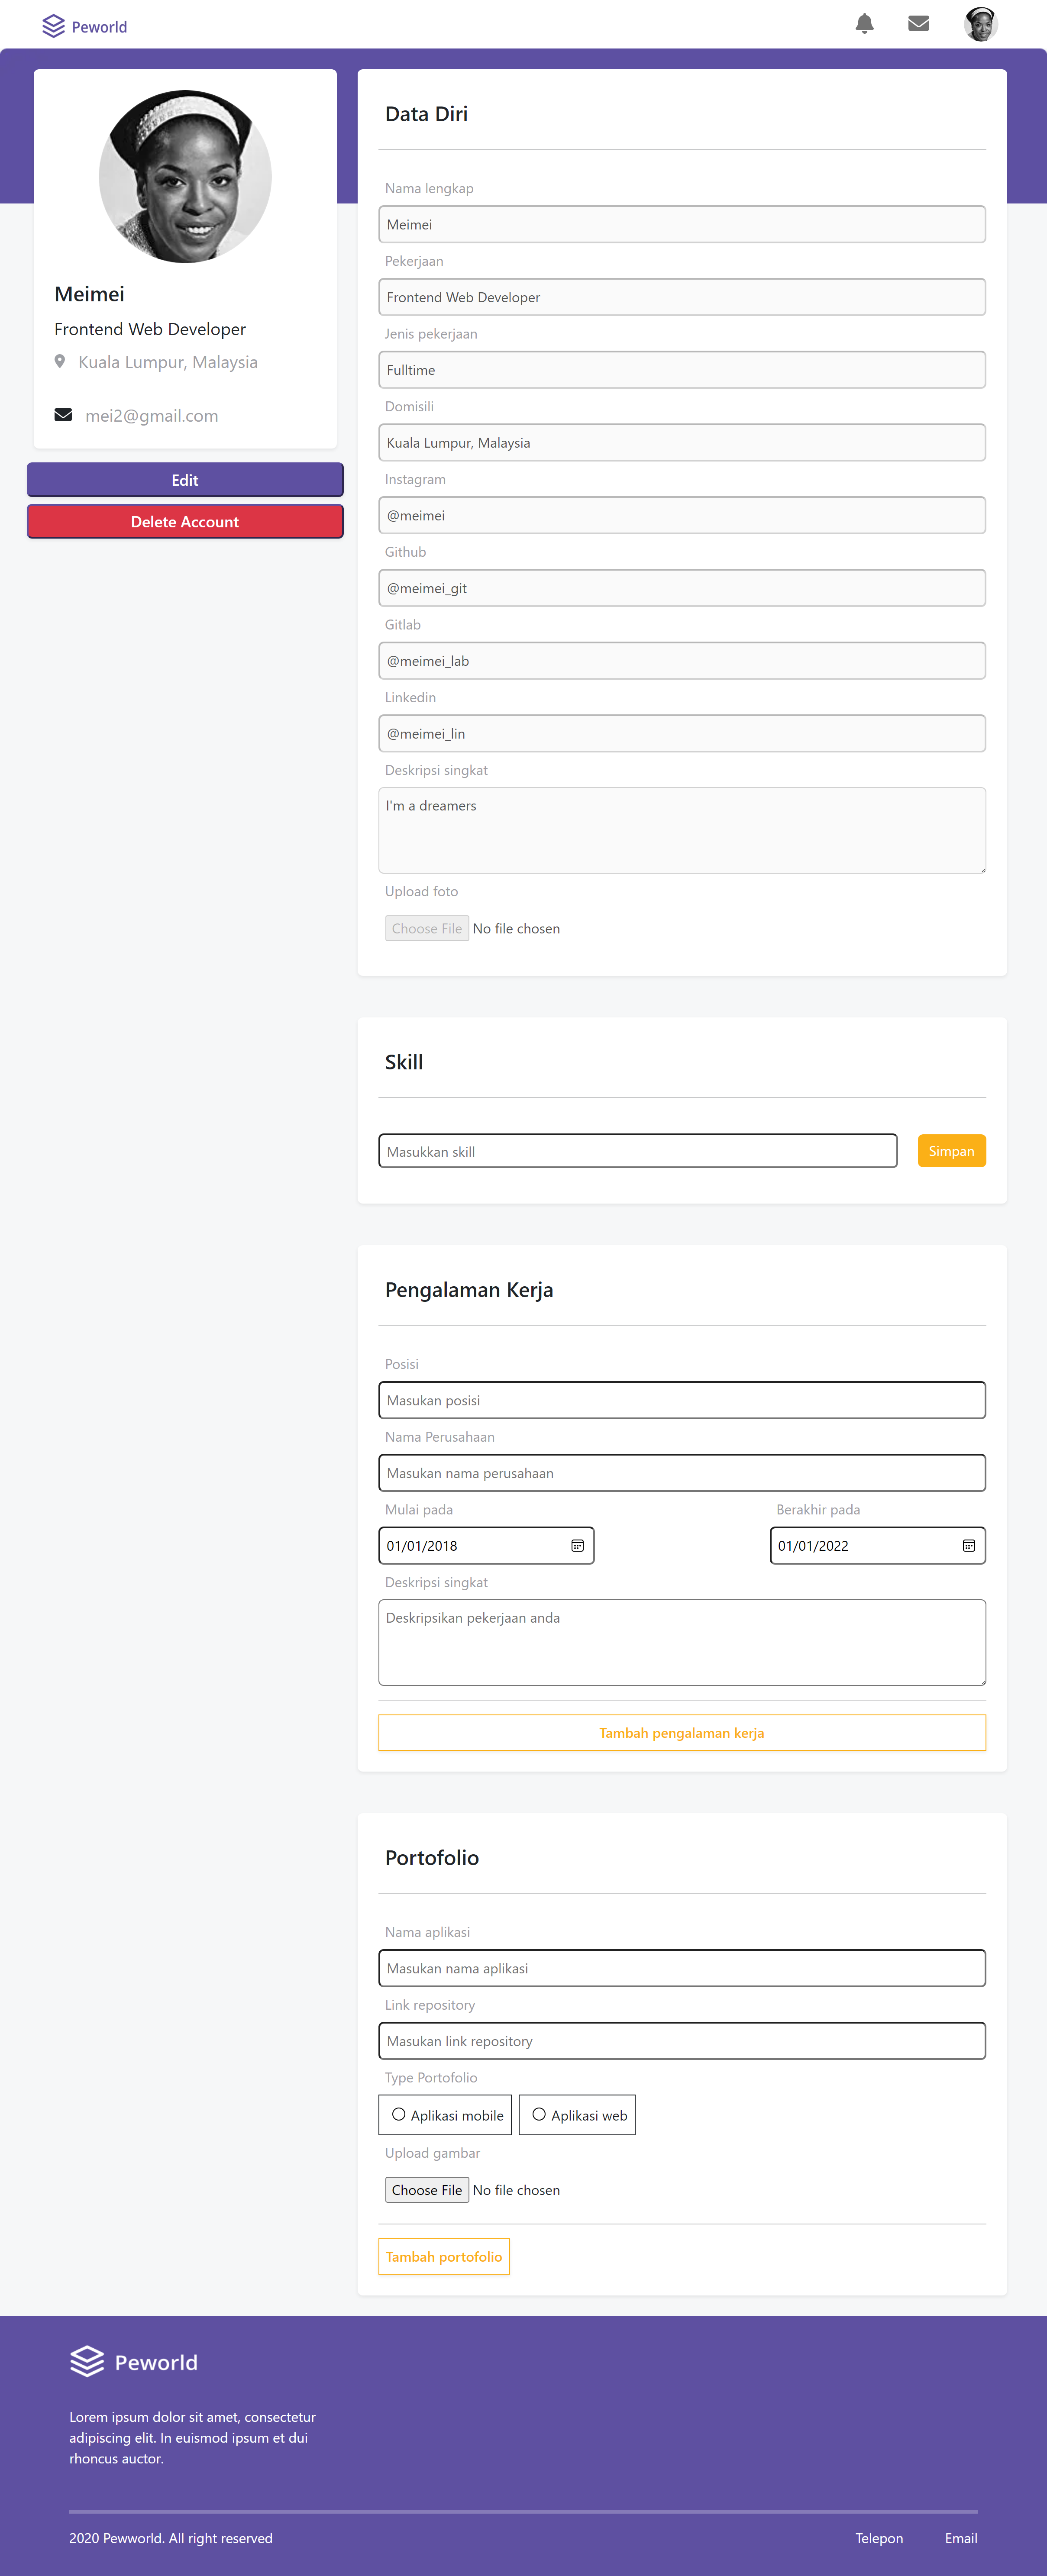 Peworld
Meimei
Frontend Web Developer
Kuala Lumpur, Malaysia
mei2@gmail.com
Edit
Delete Account
Data Diri
Nama lengkap
Meimei
Pekerjaan
Frontend Web Developer
Jenis pekerjaan
Fulltime
Domisili
Kuala Lumpur, Malaysia
Instagram
@meimei
Github
@meimei_git
Gitlab
@meimei_lab
Linkedin
@meimei_lin
Deskripsi singkat
I'm a dreamers
Upload foto
Choose File No file chosen
Skill
Masukkan skill Simpan
Pengalaman Kerja
Posisi
Masukan posisi
Nama Perusahaan
Masukan nama perusahaan
Mulai pada Berakhir pada
01/01/2018 01/01/2022
Deskripsi singkat
Deskripsikan pekerjaan anda
Tambah pengalaman kerja
Portofolio
Nama aplikasi
Masukan nama aplikasi
Link repository
Masukan link repository
Type Portofolio
Aplikasi mobile Aplikasi web
Upload gambar
Choose File No file chosen
Tambah portofolio
Peworld
Lorem ipsum dolor sit amet, consectetur
adipiscing elit. In euismod ipsum et dui
rhoncus auctor.
2020 Pewworld. All right reserved Telepon Email